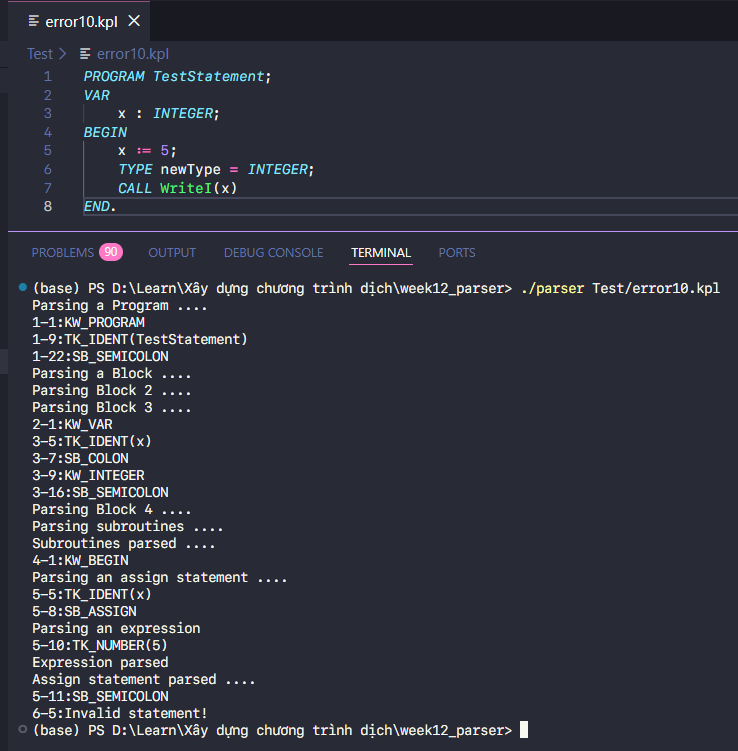 error10.kpl
Test > error10.kpl
1 PROGRAM TestStatement;
2 VAR
3 x : INTEGER;
4 BEGIN
5 x := 5;
6 TYPE newType = INTEGER;
7 CALL WriteI(x)
8 END.
PROBLEMS 90 OUTPUT DEBUG CONSOLE TERMINAL PORTS
(base) PS D:\Learn\Xây dựng chương trình dịch\week12_parser> ./parser Test/error10.kpl
Parsing a Program ....
1-1:KW_PROGRAM
1-9:TK_IDENT(TestStatement)
1-22:SB_SEMICOLON
Parsing a Block ....
Parsing Block 2 ....
Parsing Block 3 ....
2-1:KW_VAR
3-5:TK_IDENT(x)
3-7:SB_COLON
3-9:KW_INTEGER
3-16:SB_SEMICOLON
Parsing Block 4 ....
Parsing subroutines ....
Subroutines parsed ....
4-1:KW_BEGIN
Parsing an assign statement ....
5-5:TK_IDENT(x)
5-8:SB_ASSIGN
Parsing an expression
5-10:TK_NUMBER(5)
Expression parsed
Assign statement parsed ....
5-11:SB_SEMICOLON
6-5:Invalid statement!
(base) PS D:\Learn\Xây dựng chương trình dịch\week12_parser>